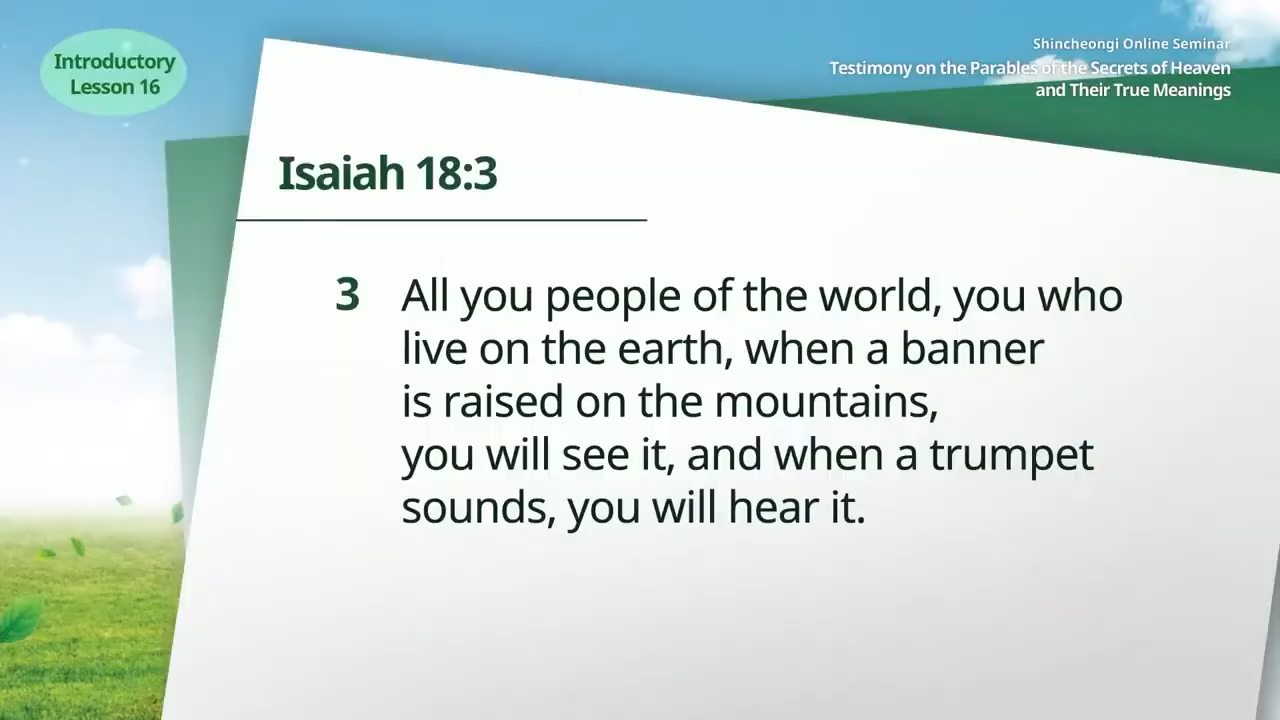 Introductory
Lesson 16
Shincheongi Online Seminar
Testimony on the Parables of the Secrets of Heaven
and Their True Meanings
Isaiah 18:3
3 All you people of the world, you who
live on the earth, when a banner
is raised on the mountains,
you will see it, and when a trumpet
sounds, you will hear it.